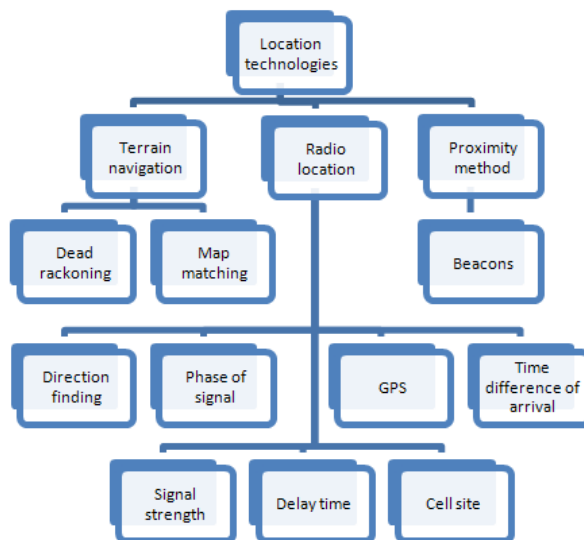 Location
technologies
Terrain
navigation
Radio
location
Proximity
method
Dead
rackoning
Map
matching
Beacons
Direction
finding
Phase of
signal
GPS
Time
difference of
arrival
Signal
strength
Delay time
Cell site